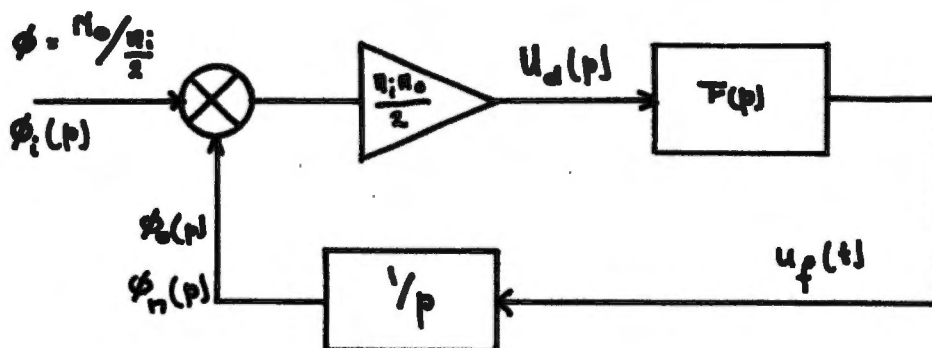 ϕ = N₀/nᵢ/2
ϕᵢ(p)
nᵢn₀/2
U_d(p)
F(p)
ϕ₀(p)
ϕₙ(p)
1/p
u_f(t)